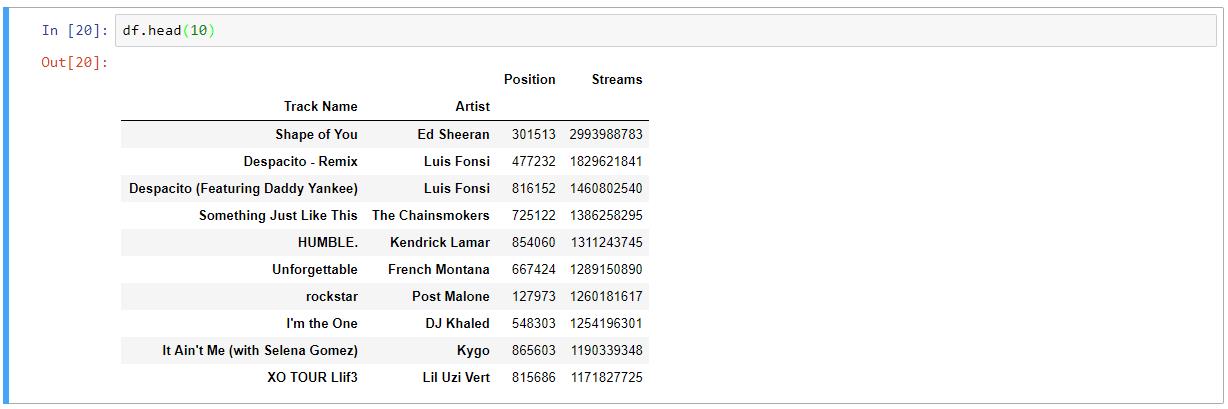 In [20]: df.head(10)
Out[20]:
Position Streams
Track Name Artist
Shape of You Ed Sheeran 301513 2993988783
Despacito - Remix Luis Fonsi 477232 1829621841
Despacito (Featuring Daddy Yankee) Luis Fonsi 816152 1460802540
Something Just Like This The Chainsmokers 725122 1386258295
HUMBLE. Kendrick Lamar 854060 1311243745
Unforgettable French Montana 667424 1289150890
rockstar Post Malone 127973 1260181617
I'm the One DJ Khaled 548303 1254196301
It Ain't Me (with Selena Gomez) Kygo 865603 1190339348
XO TOUR Llif3 Lil Uzi Vert 815686 1171827725